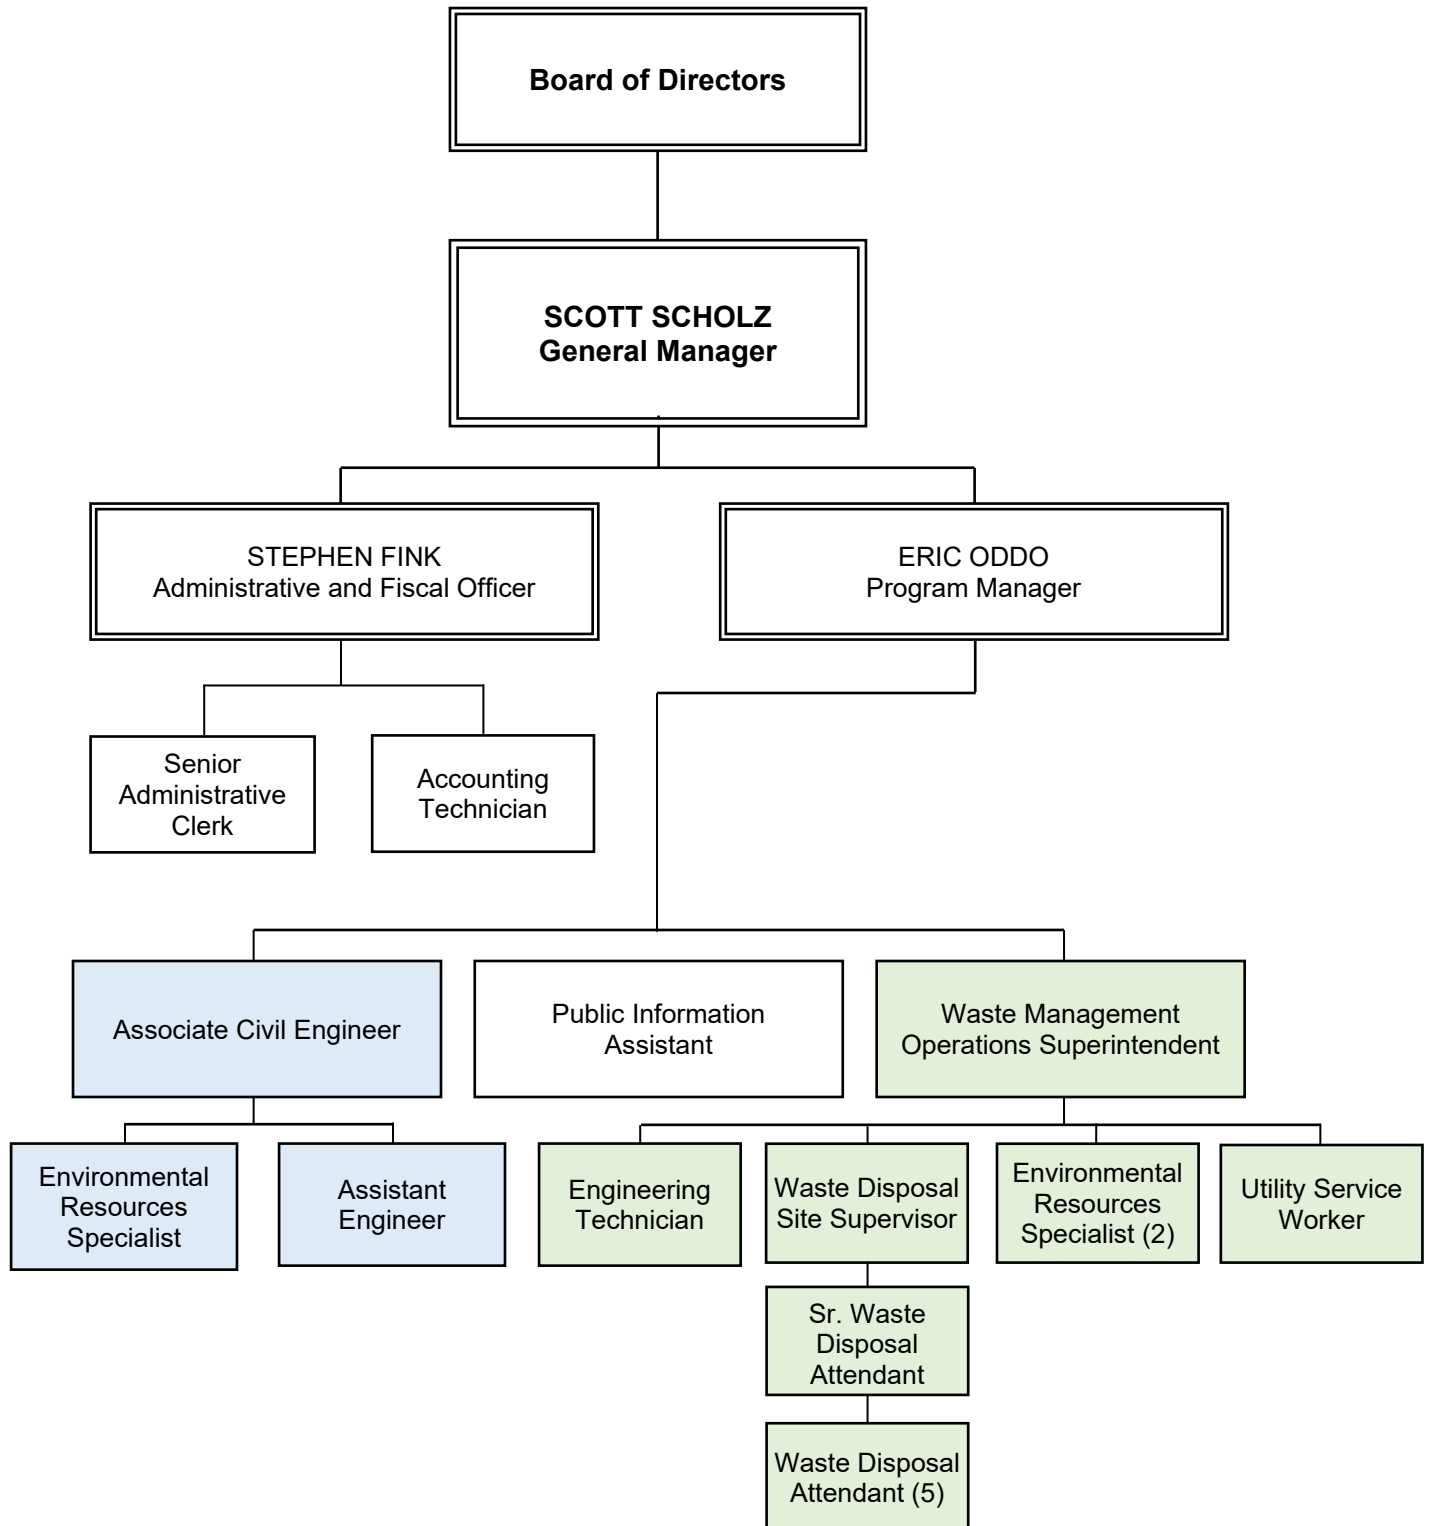 Board of Directors
SCOTT SCHOLZ
General Manager
STEPHEN FINK
Administrative and Fiscal Officer
ERIC ODDO
Program Manager
Senior
Administrative
Clerk
Accounting
Technician
Associate Civil Engineer
Public Information
Assistant
Waste Management
Operations Superintendent
Environmental
Resources
Specialist
Assistant
Engineer
Engineering
Technician
Waste Disposal
Site Supervisor
Environmental
Resources
Specialist (2)
Utility Service
Worker
Sr. Waste
Disposal
Attendant
Waste Disposal
Attendant (5)